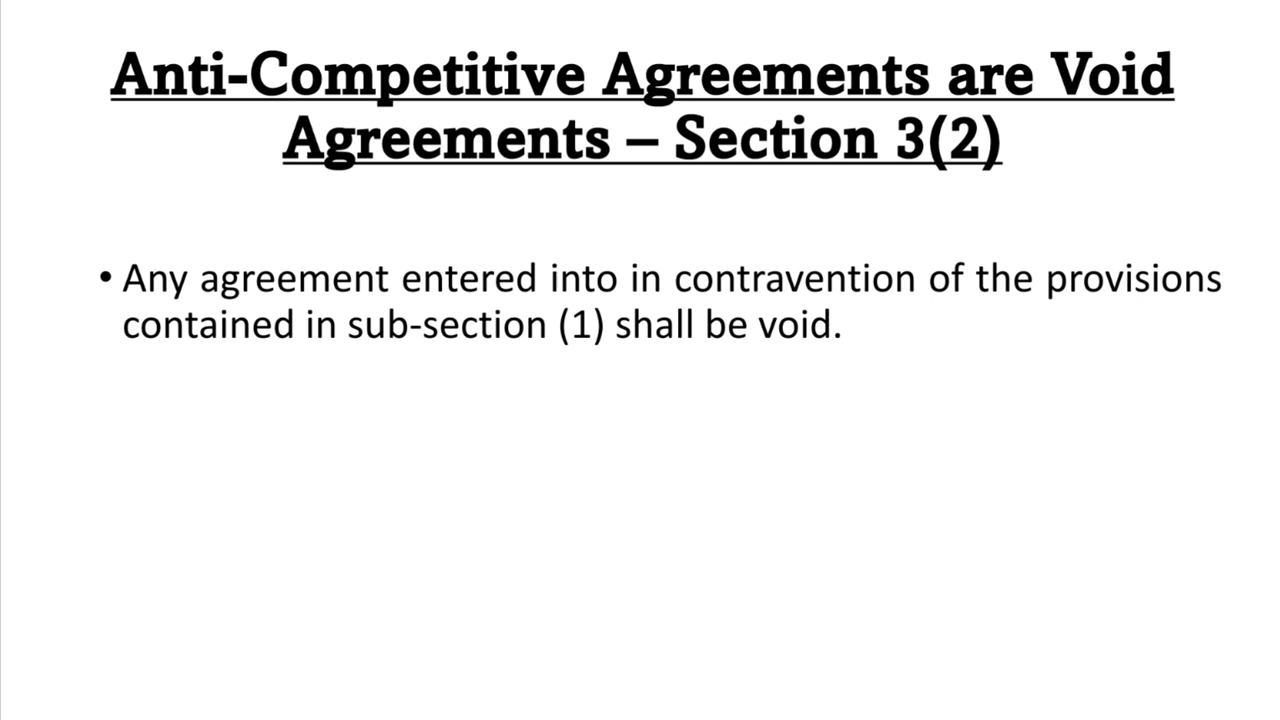 Anti-Competitive Agreements are Void
Agreements – Section 3(2)
• Any agreement entered into in contravention of the provisions
contained in sub-section (1) shall be void.